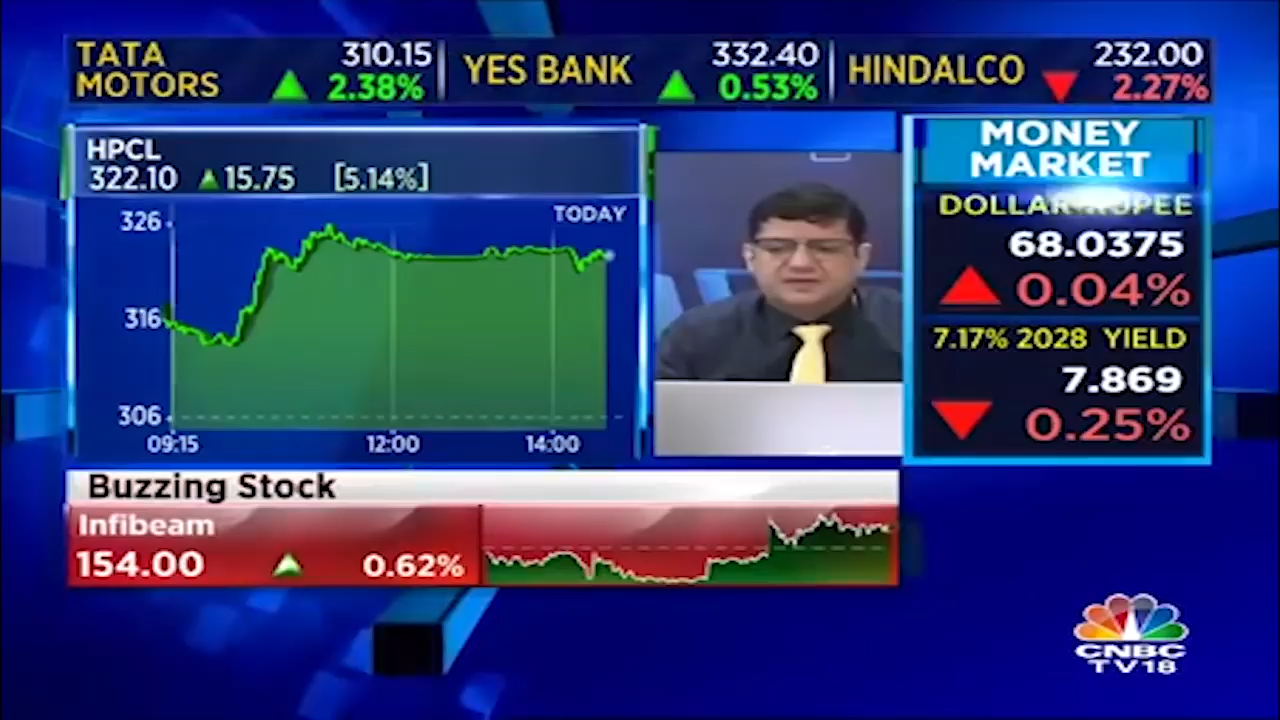 TATA MOTORS 310.15 2.38%
YES BANK 332.40 0.53%
HINDALCO 232.00 2.27%
HPCL
322.10 15.75 [5.14%]
TODAY
326
316
306
09:15 12:00 14:00
MONEY
MARKET
DOLLAR-RUPEE
68.0375
0.04%
7.17% 2028 YIELD
7.869
0.25%
Buzzing Stock
Infibeam
154.00 0.62%
CNBC
TV18